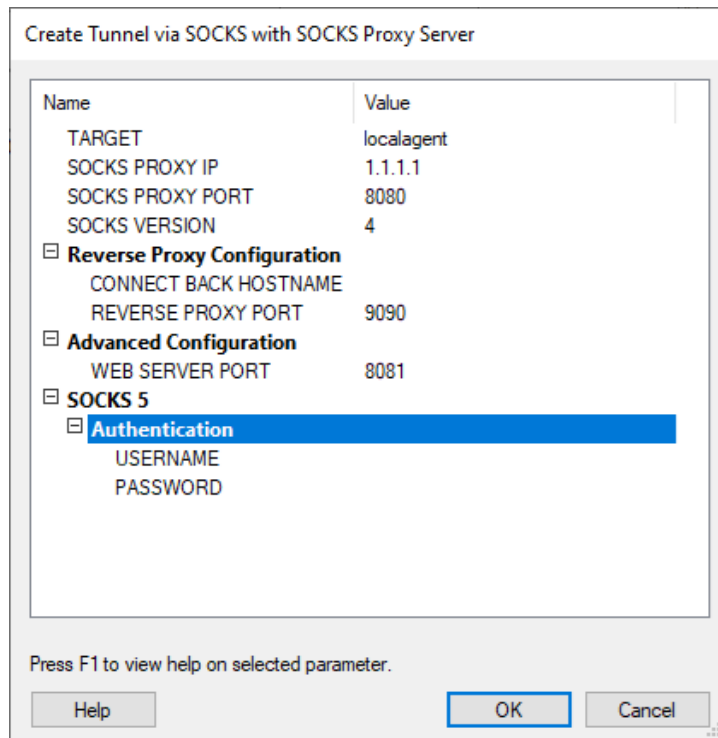 Create Tunnel via SOCKS with SOCKS Proxy Server
Name Value
TARGET localagent
SOCKS PROXY IP 1.1.1.1
SOCKS PROXY PORT 8080
SOCKS VERSION 4
Reverse Proxy Configuration
CONNECT BACK HOSTNAME
REVERSE PROXY PORT 9090
Advanced Configuration
WEB SERVER PORT 8081
SOCKS 5
Authentication
USERNAME
PASSWORD
Press F1 to view help on selected parameter.
Help OK Cancel